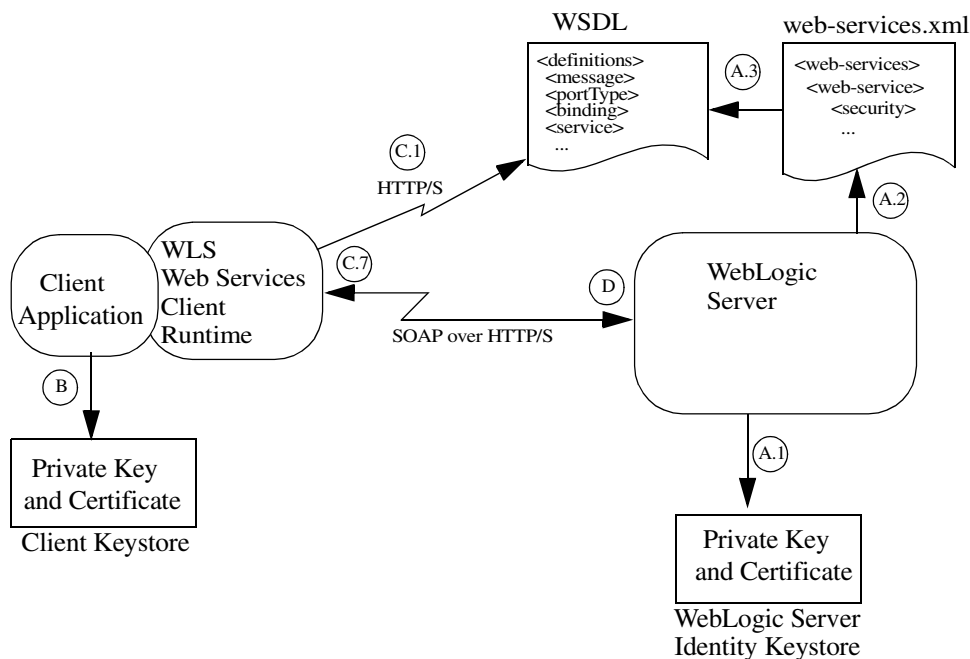 WSDL
<definitions>
<message>
<portType>
<binding>
<service>
...
A.3
web-services.xml
<web-services>
<web-service>
<security>
...
C.1
HTTP/S
A.2
Client
Application
WLS
Web Services
Client
Runtime
C.7
SOAP over HTTP/S
D
WebLogic
Server
B
Private Key
and Certificate
Client Keystore
A.1
Private Key
and Certificate
WebLogic Server
Identity Keystore